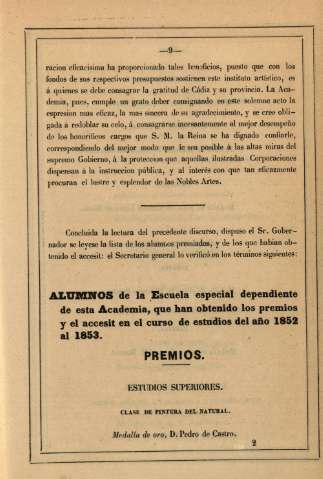 —9—
racion eficacisima ha proporcionado tales beneficios, puesto que con los
fondos de sus respectivos presupuestos sostienen este instituto artístico, es
á quienes se debe consagrar la gratitud de Cádiz y su provincia. La Aca-
demia, pues, cumple un grato deber consignando en este solemne acto la
espresion mas eficaz, la mas sincera de su agradecimiento, y se cree obli-
gada á redoblar su celo, á consagrarse incesantemente al mejor desempeño
de los honoríficos cargos que S. M. la Reina se ha dignado confiarle,
correspondiendo del mejor modo que le sea posible á las altas miras del
supremo Gobierno, á la proteccion que aquellas ilustradas Corporaciones
dispensan á la instruccion pública, y al interés con que tan eficazmente
procuran el lustre y esplendor de las Nobles Artes.
Concluida la lectura del precedente discurso, dispuso el Sr. Gober-
nador se leyese la lista de los alumnos premiados, y de los que habian ob-
tenido el accesit: el Secretario general lo verificó en los términos siguientes:
ALUMNOS de la Escuela especial dependiente
de esta Academia, que han obtenido los premios
y el accesit en el curso de estudios del año 1852
al 1853.
PREMIOS.
ESTUDIOS SUPERIORES.
CLASE DE PINTURA DEL NATURAL.
Medalla de oro, D. Pedro de Castro.
2